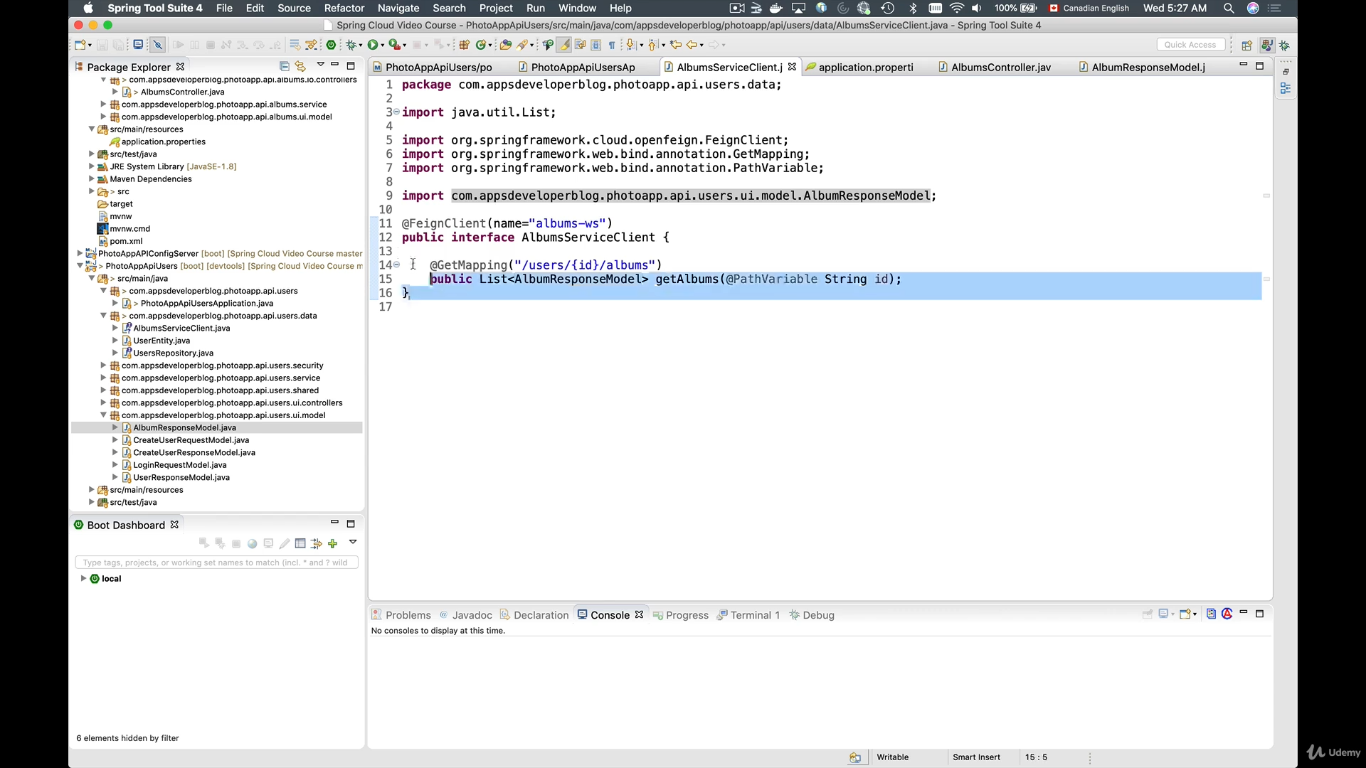 Spring Tool Suite 4 File Edit Source Refactor Navigate Search Project Run Window Help 100% Canadian English Wed 5:27 AM
Spring Cloud Video Course - PhotoAppApiUsers/src/main/java/com/appsdeveloperblog/photoapp/api/users/data/AlbumsServiceClient.java - Spring Tool Suite 4
Quick Access
Package Explorer
com.appsdeveloperblog.photoapp.api.albums.io.controllers
> AlbumsController.java
com.appsdeveloperblog.photoapp.api.albums.service
com.appsdeveloperblog.photoapp.api.albums.ui.model
src/main/resources
application.properties
src/test/java
JRE System Library [JavaSE-1.8]
Maven Dependencies
> src
target
mvnw
mvnw.cmd
pom.xml
PhotoAppAPIConfigServer [boot] [Spring Cloud Video Course master
> PhotoAppApiUsers [boot] [devtools] [Spring Cloud Video Course
> src/main/java
> com.appsdeveloperblog.photoapp.api.users
> PhotoAppApiUsersApplication.java
> com.appsdeveloperblog.photoapp.api.users.data
AlbumsServiceClient.java
UserEntity.java
UsersRepository.java
com.appsdeveloperblog.photoapp.api.users.security
com.appsdeveloperblog.photoapp.api.users.service
com.appsdeveloperblog.photoapp.api.users.shared
com.appsdeveloperblog.photoapp.api.users.ui.controllers
com.appsdeveloperblog.photoapp.api.users.ui.model
AlbumResponseModel.java
CreateUserRequestModel.java
CreateUserResponseModel.java
LoginRequestModel.java
UserResponseModel.java
src/main/resources
src/test/java
Boot Dashboard
Type tags, projects, or working set names to match (incl. * and ? wild
local
6 elements hidden by filter
PhotoAppApiUsers/po PhotoAppApiUsersAp AlbumsServiceClient.j application.properti AlbumsController.jav AlbumResponseModel.j
1 package com.appsdeveloperblog.photoapp.api.users.data;
2
3 import java.util.List;
4
5 import org.springframework.cloud.openfeign.FeignClient;
6 import org.springframework.web.bind.annotation.GetMapping;
7 import org.springframework.web.bind.annotation.PathVariable;
8
9 import com.appsdeveloperblog.photoapp.api.users.ui.model.AlbumResponseModel;
10
11 @FeignClient(name="albums-ws")
12 public interface AlbumsServiceClient {
13
14 @GetMapping("/users/{id}/albums")
15 public List<AlbumResponseModel> getAlbums(@PathVariable String id);
16 }
17
Problems Javadoc Declaration Console Progress Terminal 1 Debug
No consoles to display at this time.
Writable Smart Insert 15 : 5
Udemy